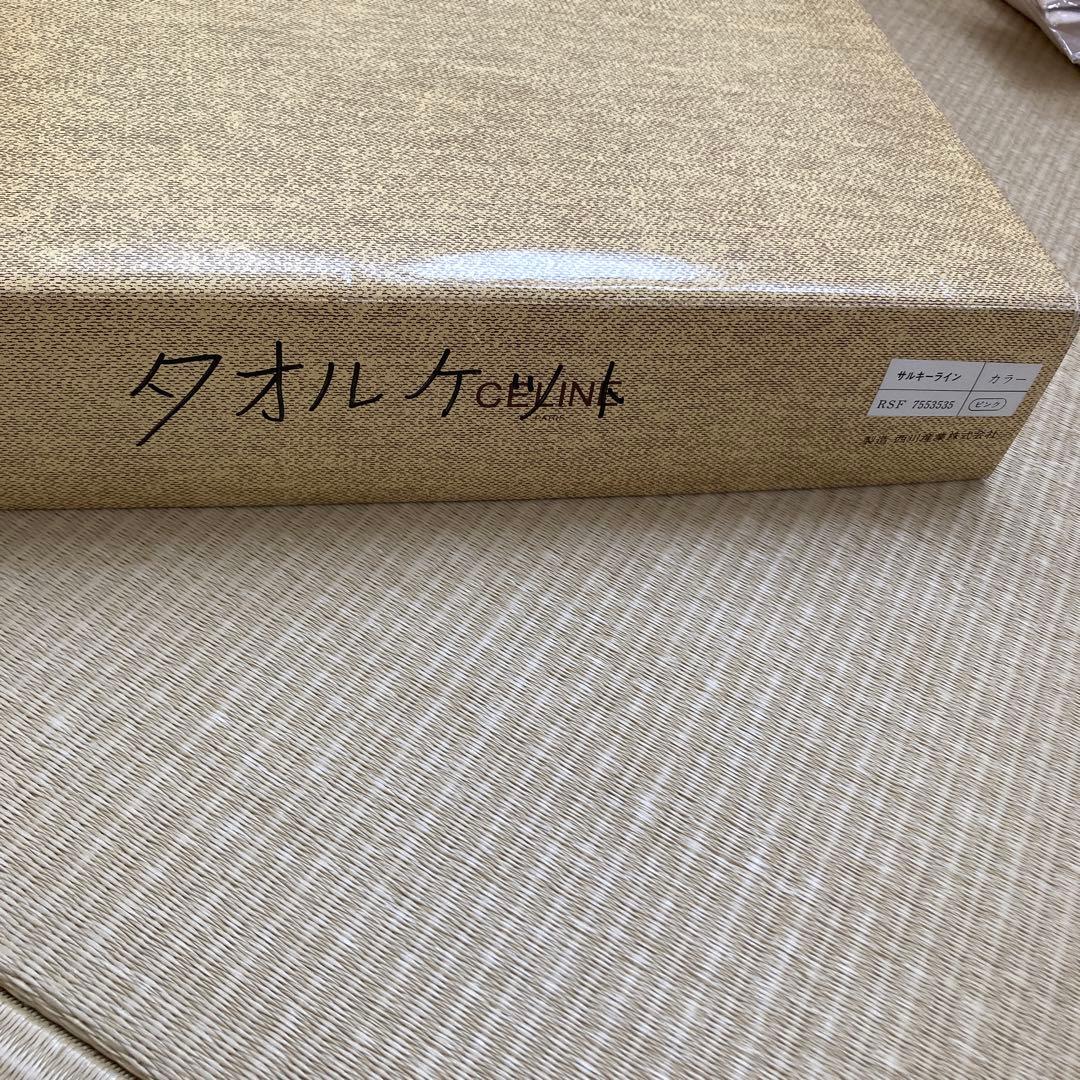 タオルケット
CELINE
PARIS
サルキーライン カラー
RSF 7553535 ピンク
製造 西川産業株式会社